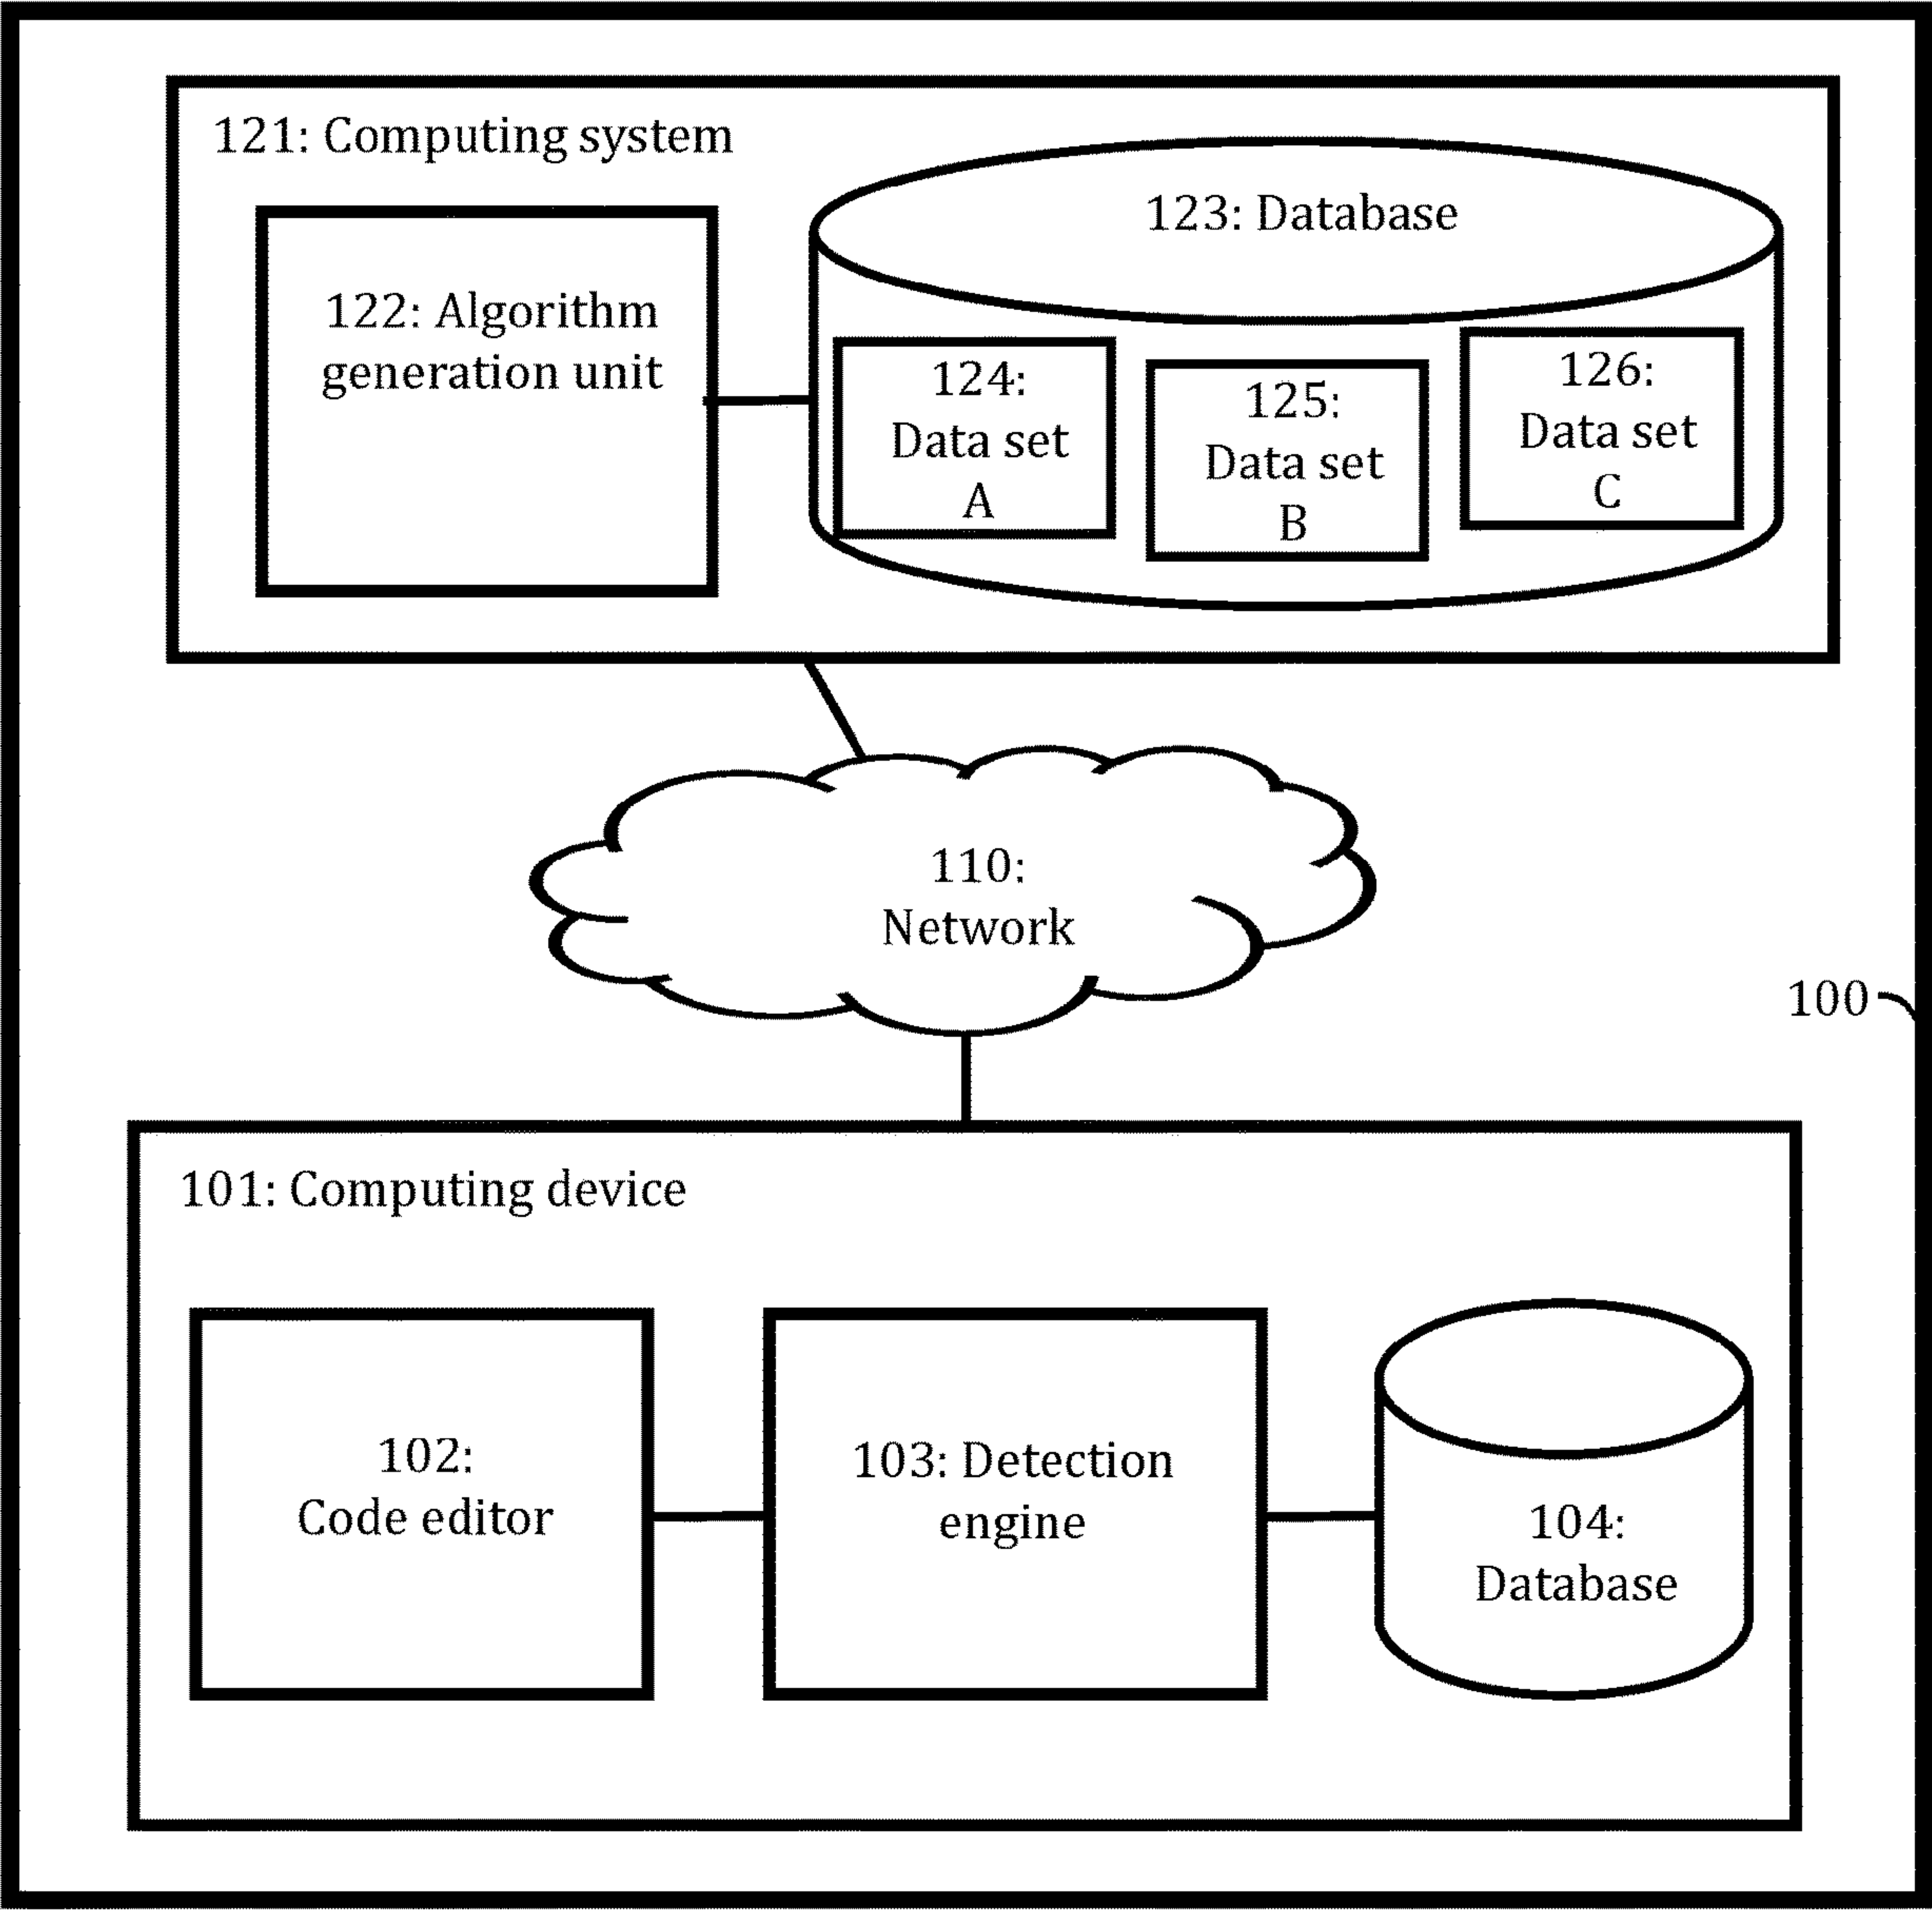 121: Computing system
123: Database
122: Algorithm
generation unit
124:
Data set
A
125:
Data set
B
126:
Data set
C
110:
Network
100
101: Computing device
102:
Code editor
103: Detection
engine
104:
Database